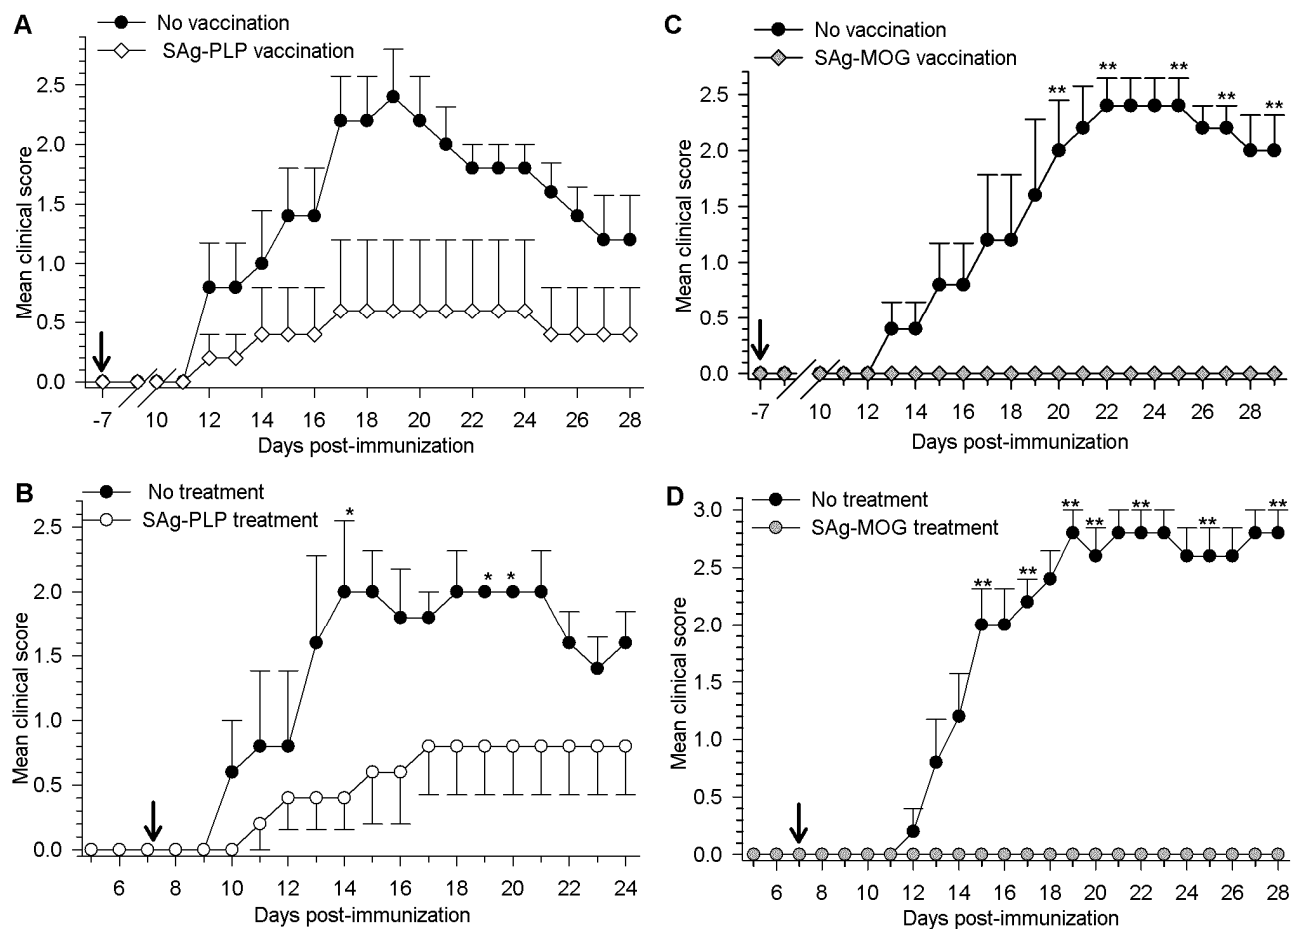 A
No vaccination
SAg-PLP vaccination
Mean clinical score
2.5
2.0
1.5
1.0
0.5
0.0
-7 10 12 14 16 18 20 22 24 26 28
Days post-immunization
C
No vaccination
SAg-MOG vaccination
Mean clinical score
** ** ** ** **
2.5
2.0
1.5
1.0
0.5
0.0
-7 10 12 14 16 18 20 22 24 26 28
Days post-immunization
B
No treatment
SAg-PLP treatment
Mean clinical score
* * *
2.5
2.0
1.5
1.0
0.5
0.0
6 8 10 12 14 16 18 20 22 24
Days post-immunization
D
No treatment
SAg-MOG treatment
Mean clinical score
** ** ** ** ** ** **
3.0
2.5
2.0
1.5
1.0
0.5
0.0
6 8 10 12 14 16 18 20 22 24 26 28
Days post-immunization